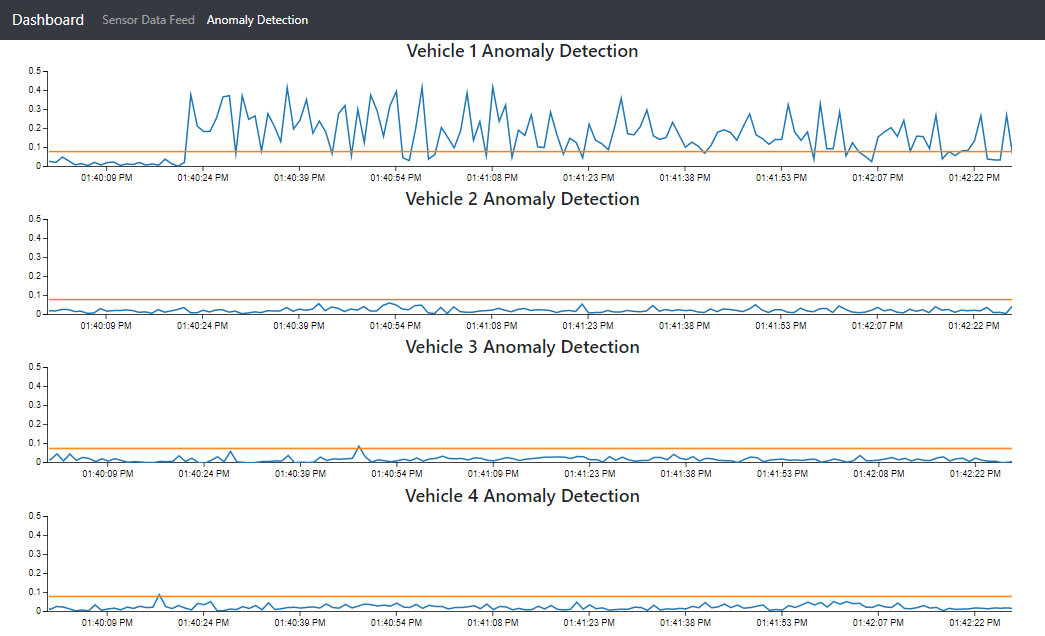 Dashboard Sensor Data Feed Anomaly Detection
Vehicle 1 Anomaly Detection
0.5
0.4
0.3
0.2
0.1
0
01:40:09 PM 01:40:24 PM 01:40:39 PM 01:40:54 PM 01:41:08 PM 01:41:23 PM 01:41:38 PM 01:41:53 PM 01:42:07 PM 01:42:22 PM
Vehicle 2 Anomaly Detection
0.5
0.4
0.3
0.2
0.1
0
01:40:09 PM 01:40:24 PM 01:40:39 PM 01:40:54 PM 01:41:08 PM 01:41:23 PM 01:41:38 PM 01:41:53 PM 01:42:07 PM 01:42:22 PM
Vehicle 3 Anomaly Detection
0.5
0.4
0.3
0.2
0.1
0
01:40:09 PM 01:40:24 PM 01:40:39 PM 01:40:54 PM 01:41:09 PM 01:41:23 PM 01:41:38 PM 01:41:53 PM 01:42:08 PM 01:42:22 PM
Vehicle 4 Anomaly Detection
0.5
0.4
0.3
0.2
0.1
0
01:40:09 PM 01:40:24 PM 01:40:39 PM 01:40:54 PM 01:41:08 PM 01:41:23 PM 01:41:38 PM 01:41:53 PM 01:42:07 PM 01:42:22 PM